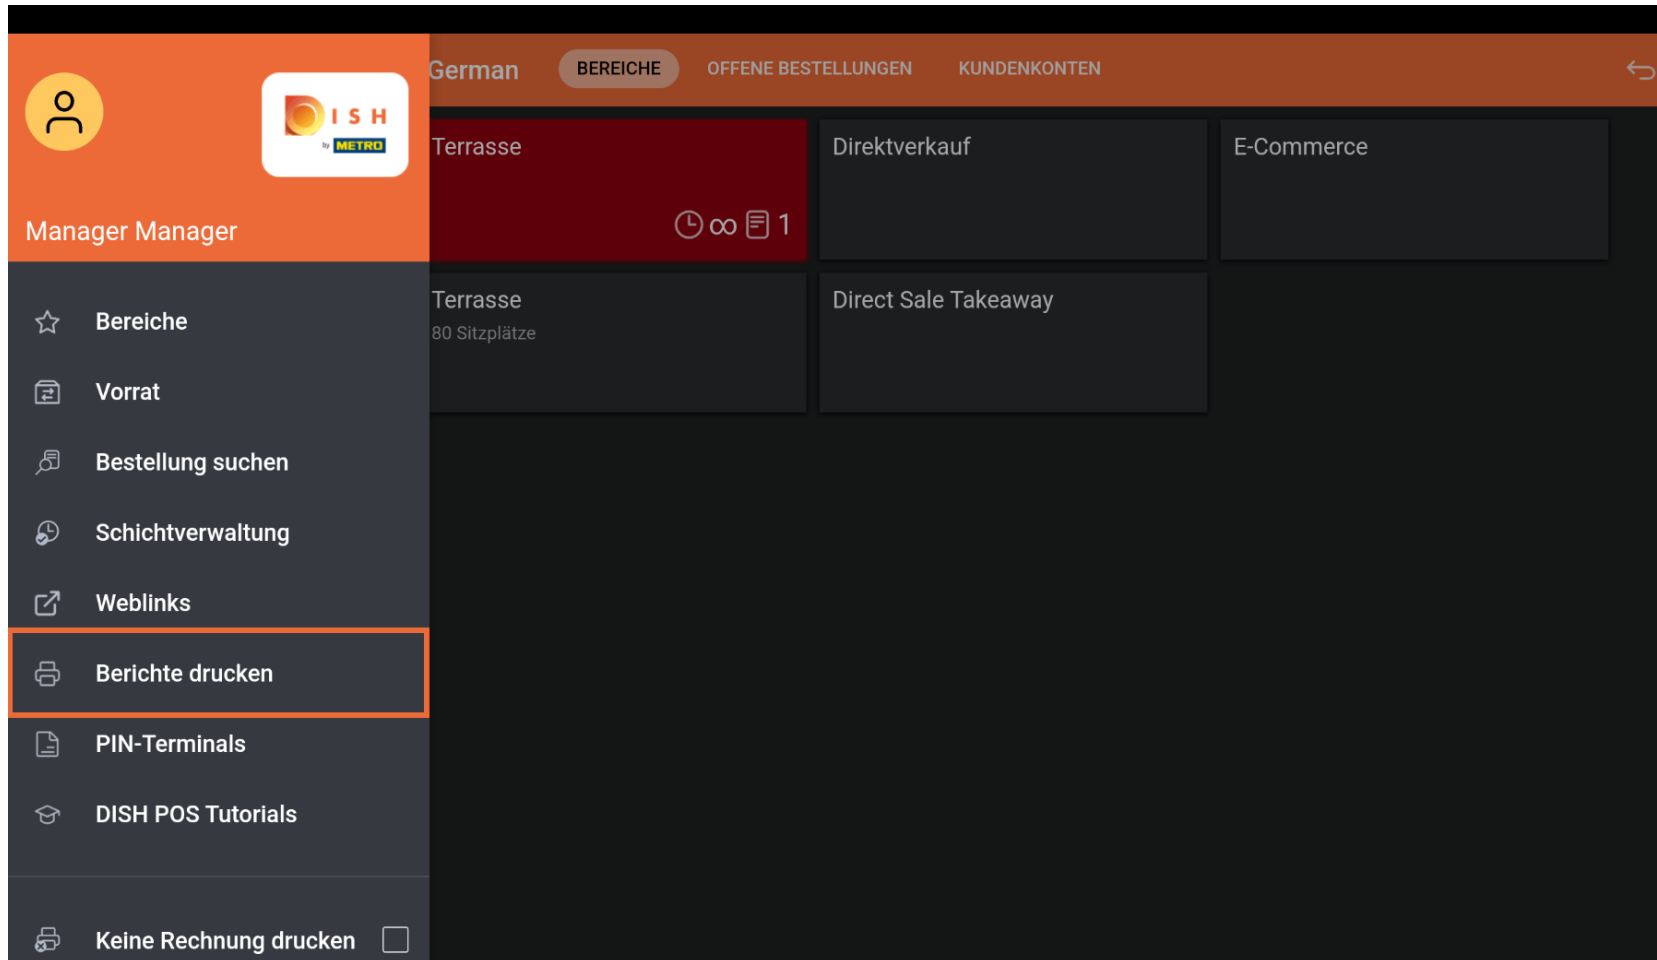 German
BEREICHE
OFFENE BESTELLUNGEN
KUNDENKONTEN
DISH
by METRO
Manager Manager
Bereiche
Vorrat
Bestellung suchen
Schichtverwaltung
Weblinks
Berichte drucken
PIN-Terminals
DISH POS Tutorials
Keine Rechnung drucken
Terrasse
∞ 1
Direktverkauf
E-Commerce
Terrasse
80 Sitzplätze
Direct Sale Takeaway